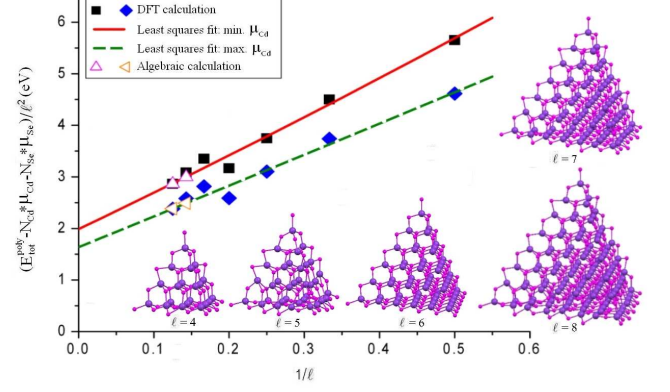 DFT calculation
Least squares fit: min. μCd
Least squares fit: max. μCd
Algebraic calculation
(E^poly_tot-N_Cd*μ_Cd-N_Se*μ_Se)/ℓ² (eV)
6
5
4
3
2
1
0
0.0
0.1
0.2
0.3
0.4
0.5
0.6
1/ℓ
ℓ = 4
ℓ = 5
ℓ = 6
ℓ = 7
ℓ = 8